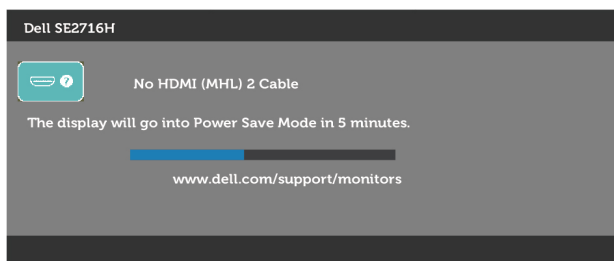 Dell SE2716H
?
No HDMI (MHL) 2 Cable
The display will go into Power Save Mode in 5 minutes.
www.dell.com/support/monitors